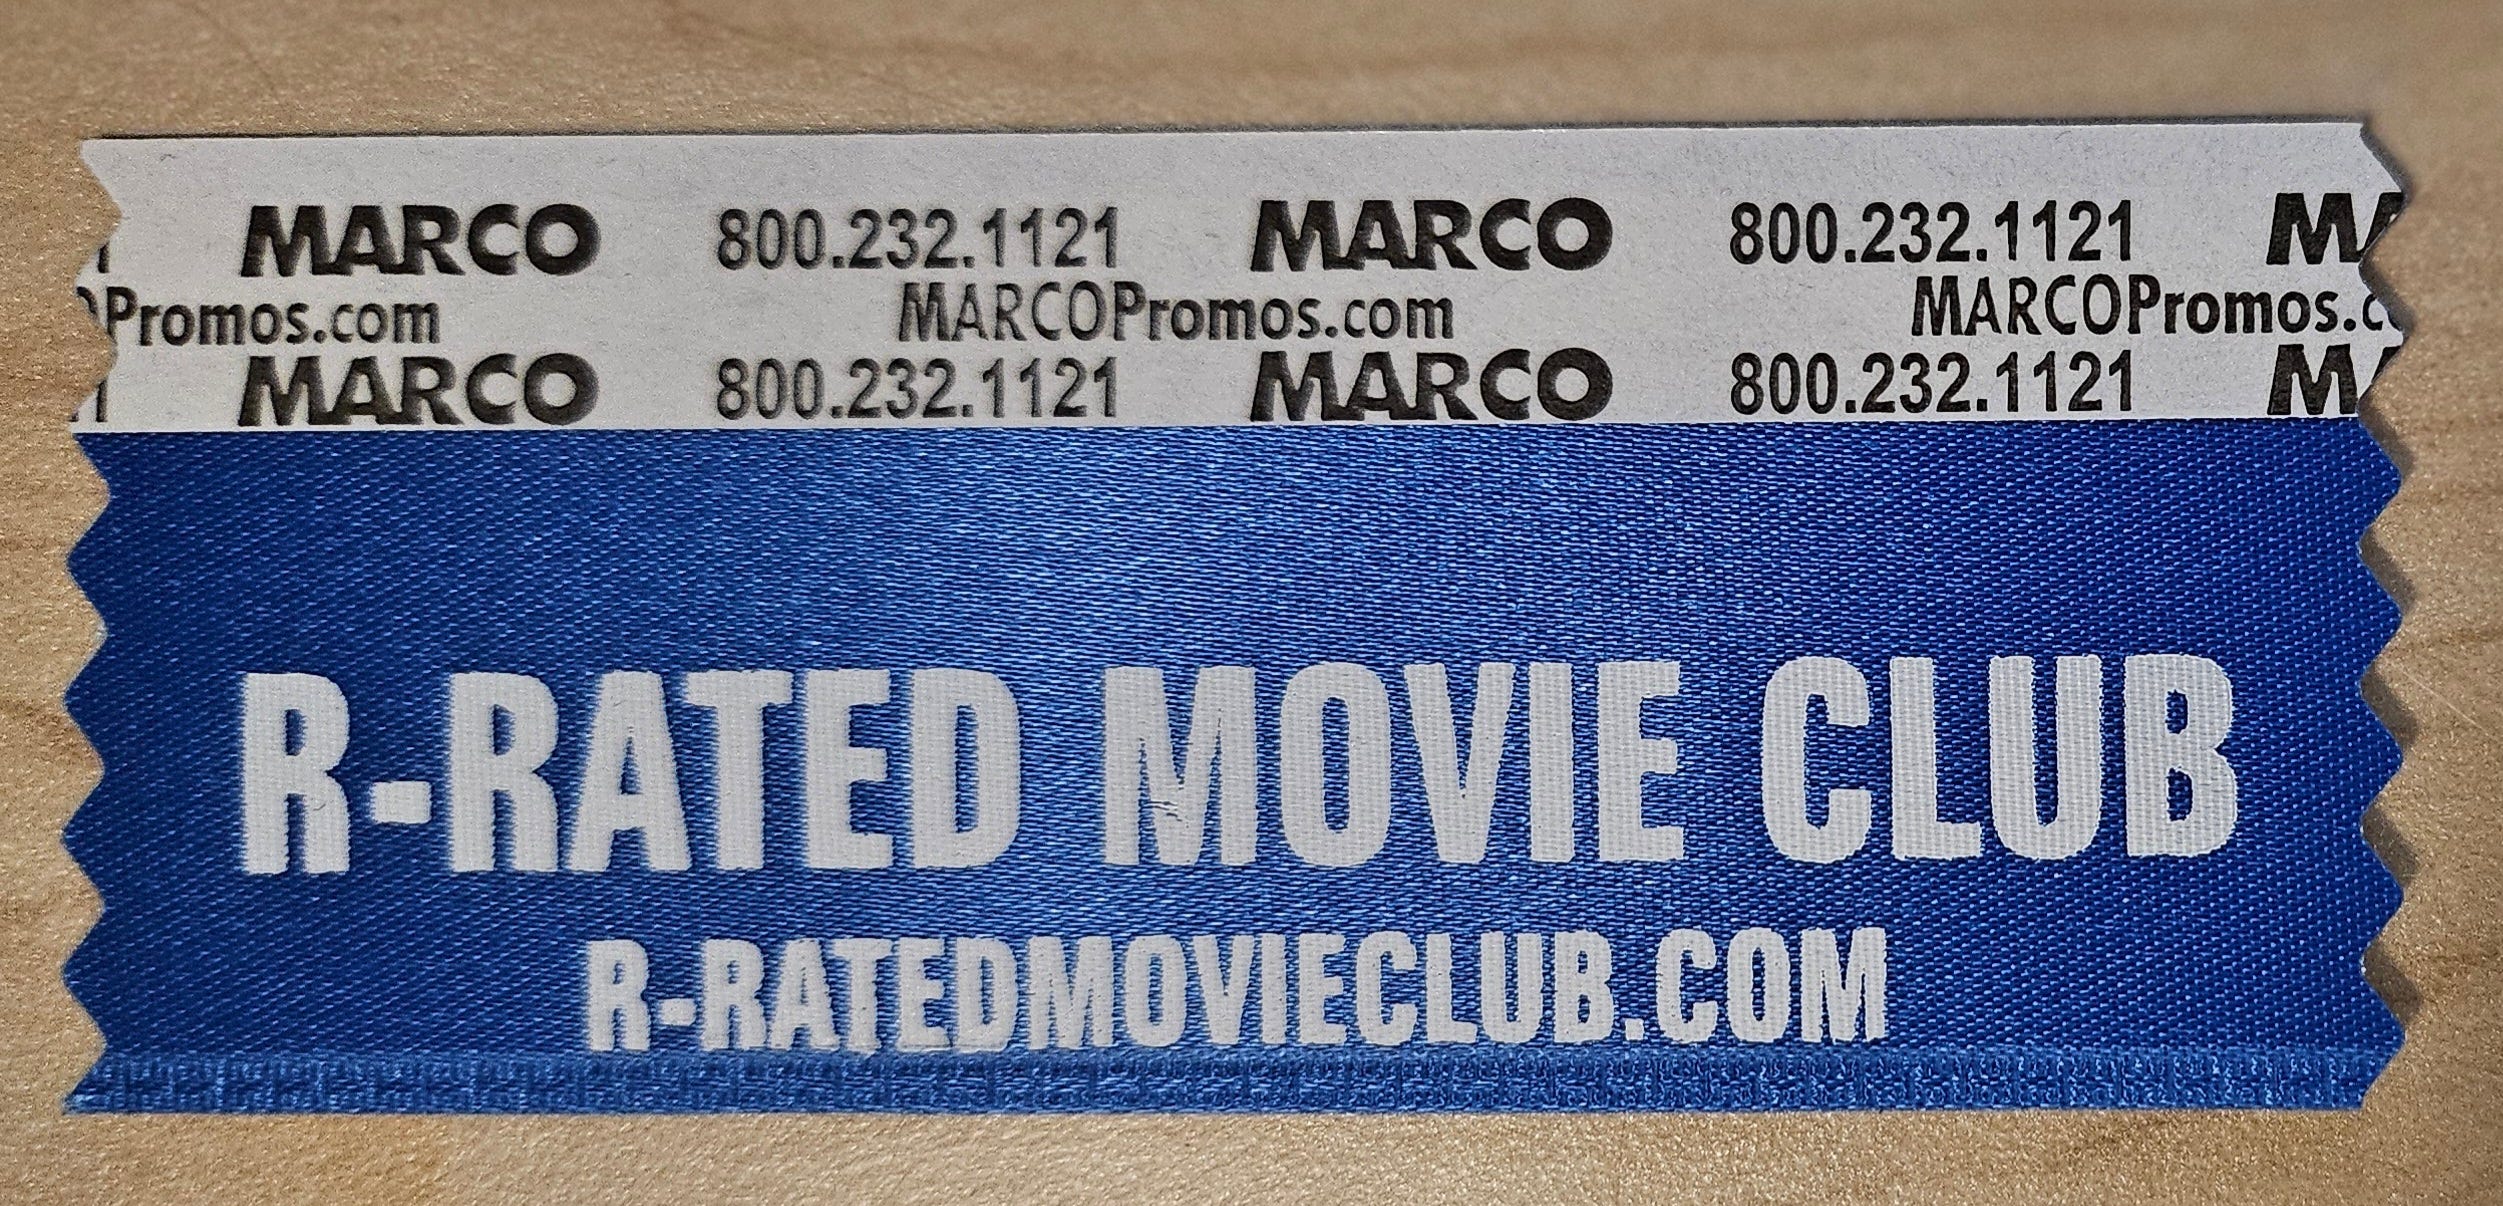 MARCO 800.232.1121 MARCO 800.232.1121
Promos.com MARCOPromos.com MARCOPromos.c
MARCO 800.232.1121 MARCO 800.232.1121
R-RATED MOVIE CLUB
R-RATEDMOVIECLUB.COM